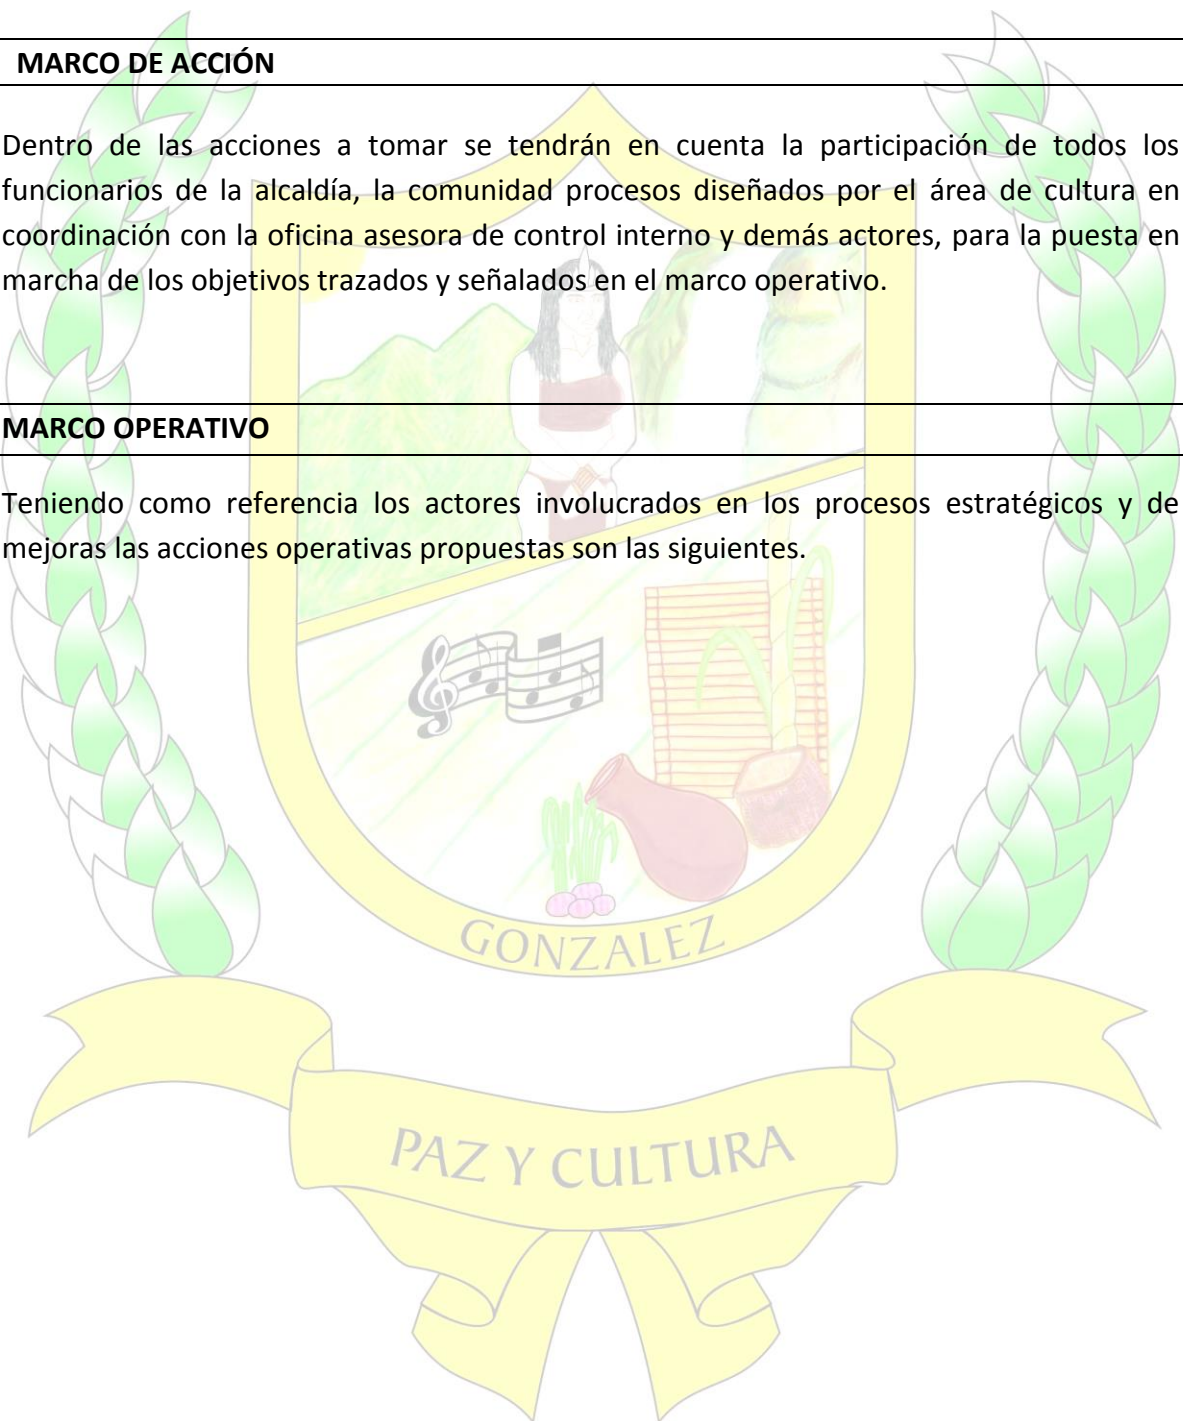 MARCO DE ACCIÓN
Dentro de las acciones a tomar se tendrán en cuenta la participación de todos los
funcionarios de la alcaldía, la comunidad procesos diseñados por el área de cultura en
coordinación con la oficina asesora de control interno y demás actores, para la puesta en
marcha de los objetivos trazados y señalados en el marco operativo.
MARCO OPERATIVO
Teniendo como referencia los actores involucrados en los procesos estratégicos y de
mejoras las acciones operativas propuestas son las siguientes.
GONZALEZ
PAZ Y CULTURA